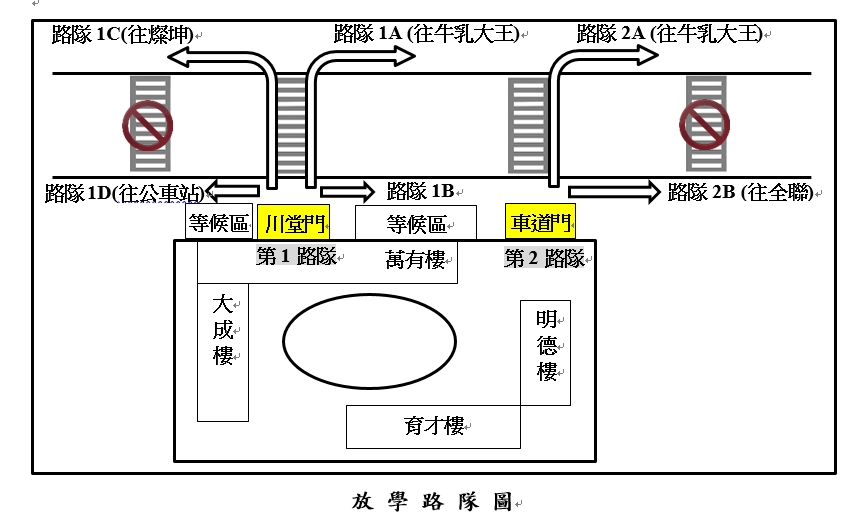 路隊 1C(往燦坤)
路隊 1A (往牛乳大王)
路隊 2A (往牛乳大王)
路隊 1D(往公車站)
路隊 1B
路隊 2B (往全聯)
等候區
川堂門
等候區
車道門
第 1 路隊
萬有樓
第 2 路隊
大成樓
明德樓
育才樓
放 學 路 隊 圖